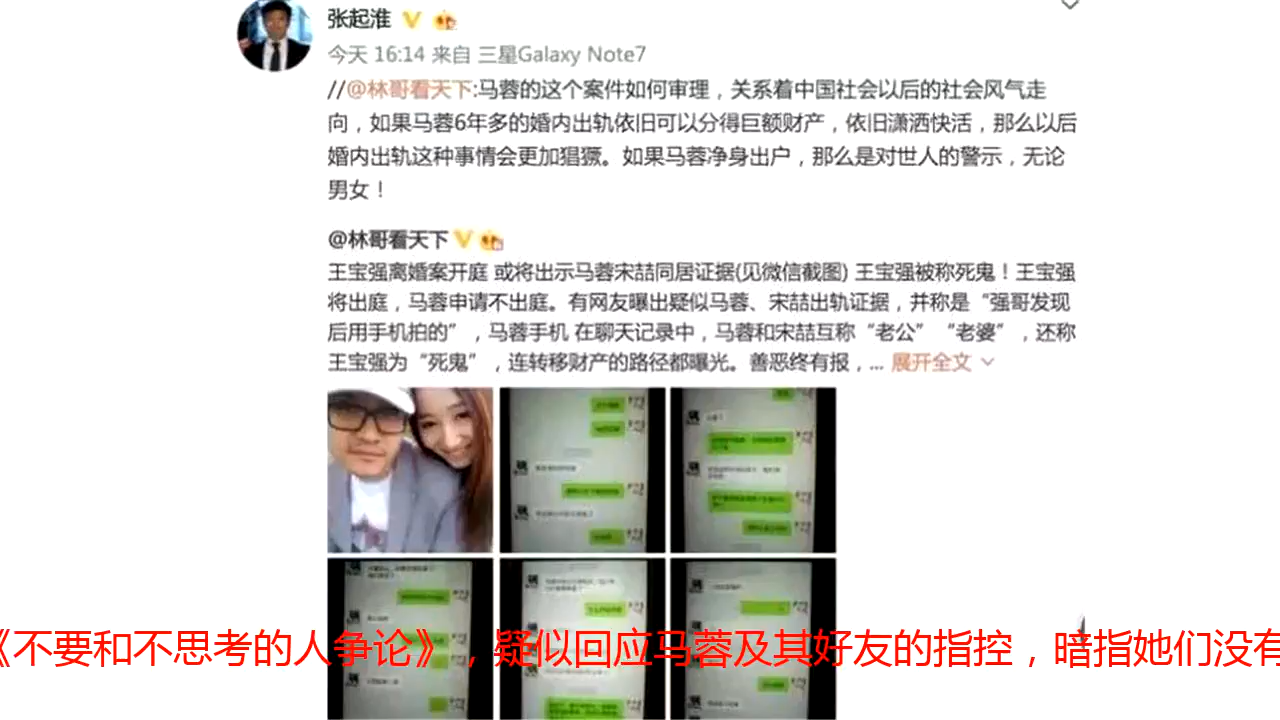 张起淮
今天 16:14 来自 三星Galaxy Note7
//@林哥看天下:马蓉的这个案件如何审理，关系着中国社会以后的社会风气走
向，如果马蓉6年多的婚内出轨依旧可以分得巨额财产，依旧潇洒快活，那么以后
婚内出轨这种事情会更加猖獗。如果马蓉净身出户，那么是对世人的警示，无论
男女！
@林哥看天下
王宝强离婚案开庭 或将出示马蓉宋喆同居证据(见微信截图) 王宝强被称死鬼！王宝强
将出庭，马蓉申请不出庭。有网友曝出疑似马蓉、宋喆出轨证据，并称是“强哥发现
后用手机拍的”，马蓉手机 在聊天记录中，马蓉和宋喆互称“老公”“老婆”，还称
王宝强为“死鬼”，连转移财产的路径都曝光。善恶终有报，... 展开全文
《不要和不思考的人争论》，疑似回应马蓉及其好友的指控，暗指她们没有